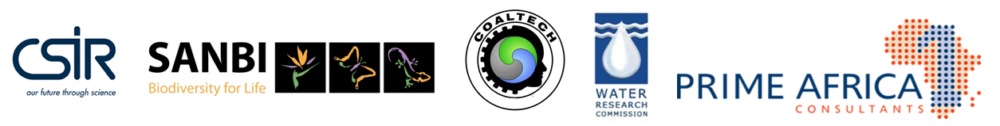 CSIR
our future through science
SANBI
Biodiversity for Life
COALTECH
WATER
RESEARCH
COMMISSION
PRIME AFRICA
CONSULTANTS